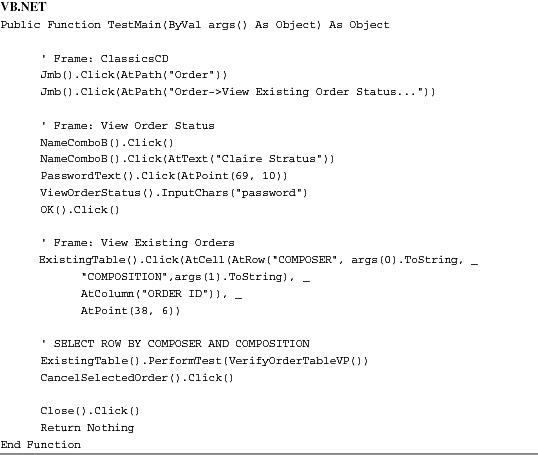 VB.NET
Public Function TestMain(ByVal args() As Object) As Object
' Frame: ClassicsCD
Jmb().Click(AtPath("Order"))
Jmb().Click(AtPath("Order->View Existing Order Status..."))
' Frame: View Order Status
NameComboB().Click()
NameComboB().Click(AtText("Claire Stratus"))
PasswordText().Click(AtPoint(69, 10))
ViewOrderStatus().InputChars("password")
OK().Click()
' Frame: View Existing Orders
ExistingTable().Click(AtCell(AtRow("COMPOSER", args(0).ToString, _
"COMPOSITION",args(1).ToString), _
AtColumn("ORDER ID")), _
AtPoint(38, 6))
' SELECT ROW BY COMPOSER AND COMPOSITION
ExistingTable().PerformTest(VerifyOrderTableVP())
CancelSelectedOrder().Click()
Close().Click()
Return Nothing
End Function